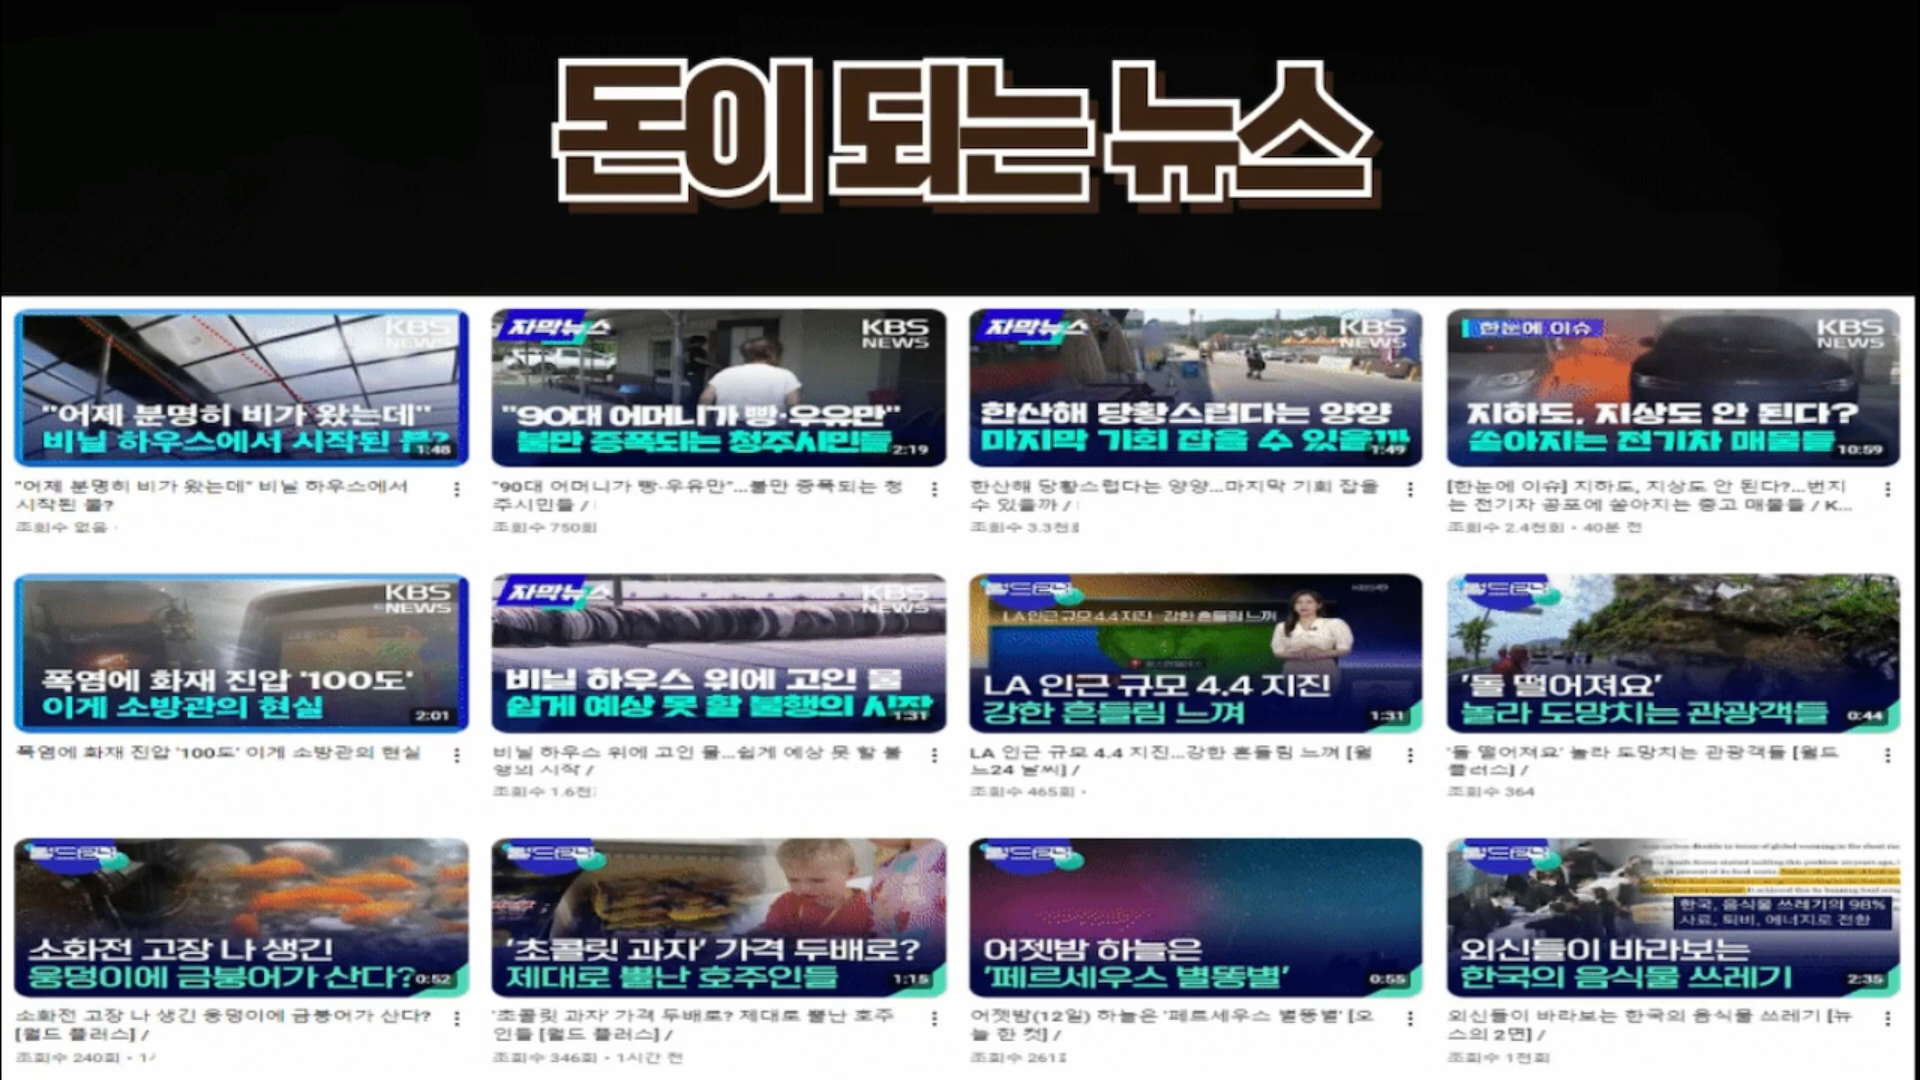 돈이 되는 뉴스
KBS
NEWS
"어제 분명히 비가 왔는데"
비닐 하우스에서 시작된 불?
1:48
"어제 분명히 비가 왔는데" 비닐 하우스에서
시작된 불?
조회수 없음
자막뉴스
KBS
NEWS
"90대 어머니가 빵·우유만"
불만 증폭되는 청주시민들
2:19
"90대 어머니가 빵·우유만"...불만 증폭되는 청
주시민들 /
조회수 750회
자막뉴스
KBS
NEWS
한산해 당황스럽다는 양양
마지막 기회 잡을 수 있을까
1:49
한산해 당황스럽다는 양양...마지막 기회 잡을
수 있을까 /
조회수 3.3천회
한눈에 이슈
KBS
NEWS
지하도, 지상도 안 된다?
쏟아지는 전기차 매물들
10:59
[한눈에 이슈] 지하도, 지상도 안 된다?...번지
는 전기차 공포에 쏟아지는 중고 매물들 / K...
조회수 2.4천회 • 40분 전
KBS
NEWS
폭염에 화재 진압 '100도'
이게 소방관의 현실
2:01
폭염에 화재 진압 '100도' 이게 소방관의 현실
자막뉴스
KBS
NEWS
비닐 하우스 위에 고인 물
쉽게 예상 못 할 불행의 시작
1:31
비닐 하우스 위에 고인 물...쉽게 예상 못 할 불
행의 시작 /
조회수 1.6천
LA 인근 규모 4.4 지진…강한 흔들림 느껴
LA 인근 규모 4.4 지진
강한 흔들림 느껴
1:31
LA 인근 규모 4.4 지진...강한 흔들림 느껴 [월
드24 날씨] /
조회수 465회 •
'돌 떨어져요'
놀라 도망치는 관광객들
0:44
'돌 떨어져요' 놀라 도망치는 관광객들 [월드
플러스] /
조회수 364
소화전 고장 나 생긴
웅덩이에 금붕어가 산다?
0:52
소화전 고장 나 생긴 웅덩이에 금붕어가 산다?
[월드 플러스] /
조회수 240회 • 1
'초콜릿 과자' 가격 두배로?
제대로 뿔난 호주인들
1:15
'초콜릿 과자' 가격 두배로? 제대로 뿔난 호주
인들 [월드 플러스] /
조회수 346회 • 1시간 전
어젯밤 하늘은
'페르세우스 별똥별'
0:55
어젯밤(12일) 하늘은 '페르세우스 별똥별' [오
늘 한 컷] /
조회수 261
한국, 음식물 쓰레기의 98%
사료, 퇴비, 에너지로 전환
외신들이 바라보는
한국의 음식물 쓰레기
2:35
외신들이 바라보는 한국의 음식물 쓰레기 [뉴
스의 2면] /
조회수 1천회